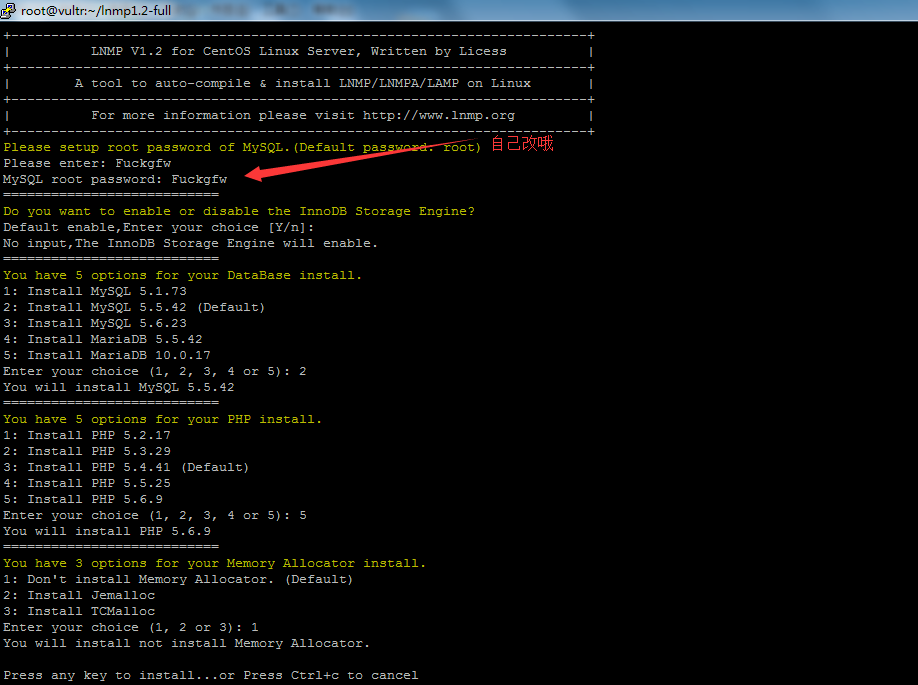 root@vultr:~/lnmp1.2-full
+------------------------------------------------------------------------+
|          LNMP V1.2 for CentOS Linux Server, Written by Licess          |
+------------------------------------------------------------------------+
|        A tool to auto-compile & install LNMP/LNMPA/LAMP on Linux       |
+------------------------------------------------------------------------+
|          For more information please visit http://www.lnmp.org         |
+------------------------------------------------------------------------+
Please setup root password of MySQL.(Default password: root) 自己改哦
Please enter: Fuckgfw
MySQL root password: Fuckgfw
===========================
Do you want to enable or disable the InnoDB Storage Engine?
Default enable,Enter your choice [Y/n]:
No input,The InnoDB Storage Engine will enable.
===========================
You have 5 options for your DataBase install.
1: Install MySQL 5.1.73
2: Install MySQL 5.5.42 (Default)
3: Install MySQL 5.6.23
4: Install MariaDB 5.5.42
5: Install MariaDB 10.0.17
Enter your choice (1, 2, 3, 4 or 5): 2
You will install MySQL 5.5.42
===========================
You have 5 options for your PHP install.
1: Install PHP 5.2.17
2: Install PHP 5.3.29
3: Install PHP 5.4.41 (Default)
4: Install PHP 5.5.25
5: Install PHP 5.6.9
Enter your choice (1, 2, 3, 4 or 5): 5
You will install PHP 5.6.9
===========================
You have 3 options for your Memory Allocator install.
1: Don't install Memory Allocator. (Default)
2: Install Jemalloc
3: Install TCMalloc
Enter your choice (1, 2 or 3): 1
You will install not install Memory Allocator.
Press any key to install...or Press Ctrl+c to cancel